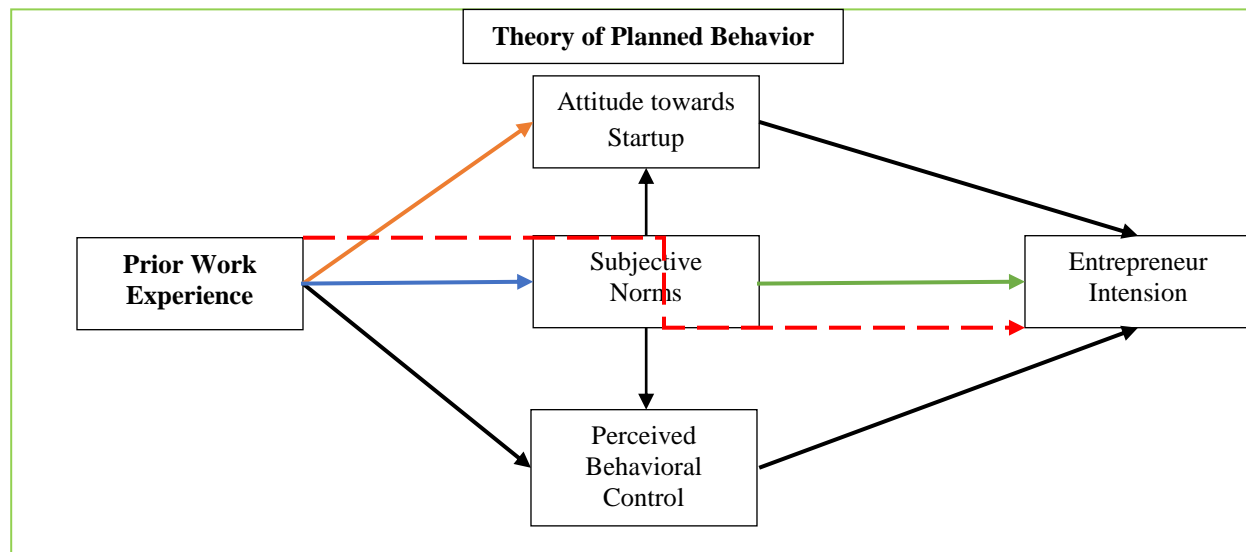 Theory of Planned Behavior
Attitude towards
Startup
Prior Work
Experience
Subjective
Norms
Entrepreneur
Intension
Perceived
Behavioral
Control